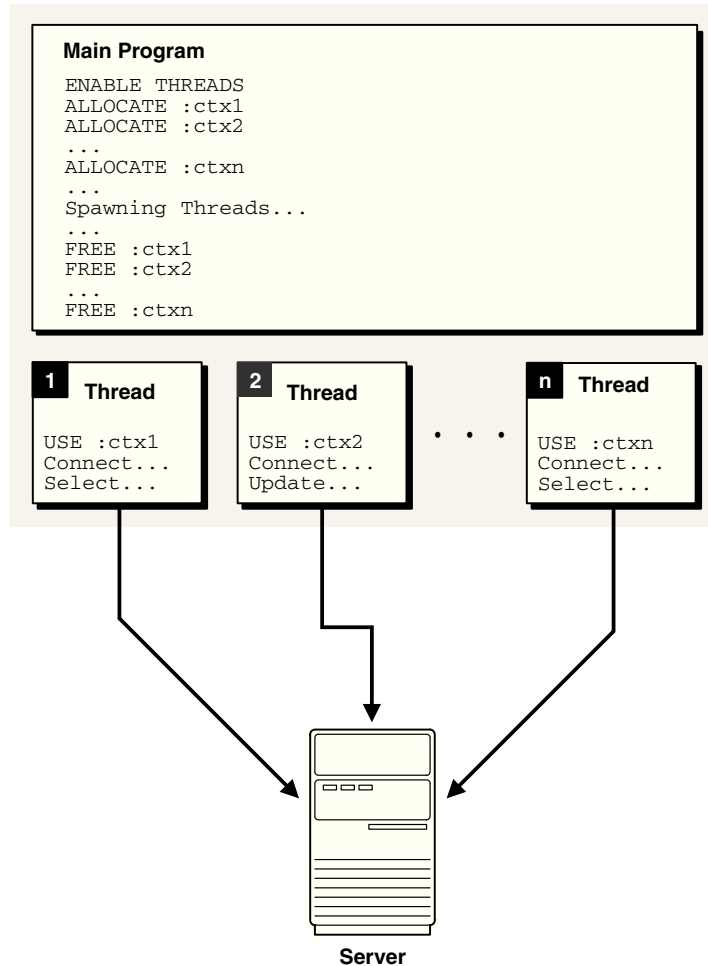 Main Program
ENABLE THREADS
ALLOCATE :ctx1
ALLOCATE :ctx2
...
ALLOCATE :ctxn
...
Spawning Threads...
...
FREE :ctx1
FREE :ctx2
...
FREE :ctxn
1 Thread
USE :ctx1
Connect...
Select...
2 Thread
USE :ctx2
Connect...
Update...
. . .
n Thread
USE :ctxn
Connect...
Select...
Server